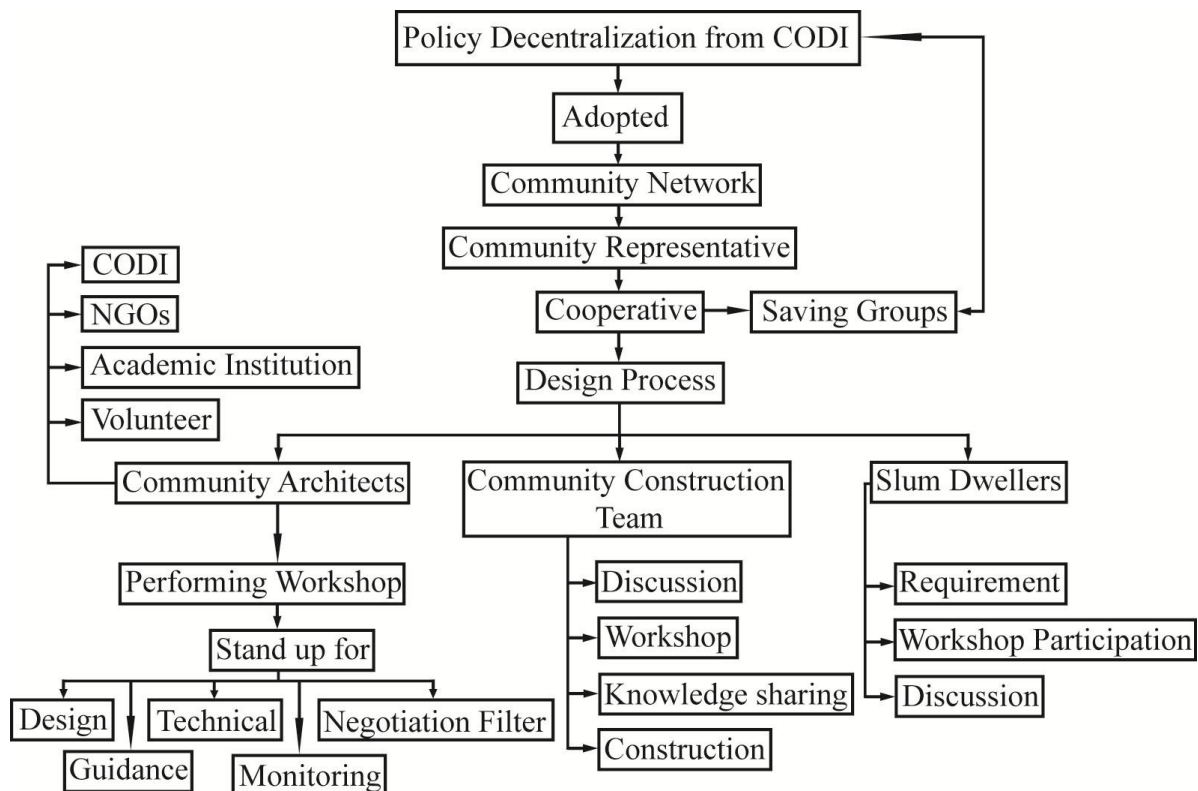 Policy Decentralization from CODI
Adopted
Community Network
Community Representative
Cooperative
Saving Groups
Design Process
CODI
NGOs
Academic Institution
Volunteer
Community Architects
Community Construction
Team
Slum Dwellers
Performing Workshop
Stand up for
Design
Technical
Negotiation Filter
Guidance
Monitoring
Discussion
Workshop
Knowledge sharing
Construction
Requirement
Workshop Participation
Discussion